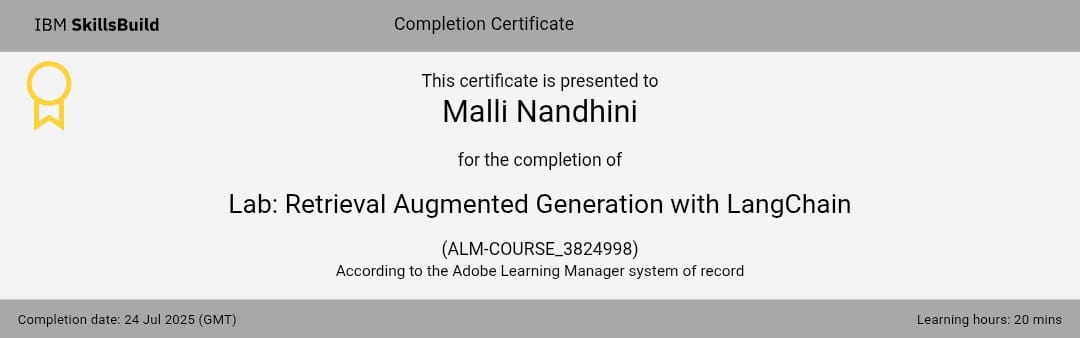 IBM SkillsBuild
Completion Certificate
This certificate is presented to
Malli Nandhini
for the completion of
Lab: Retrieval Augmented Generation with LangChain
(ALM-COURSE_3824998)
According to the Adobe Learning Manager system of record
Completion date: 24 Jul 2025 (GMT)
Learning hours: 20 mins